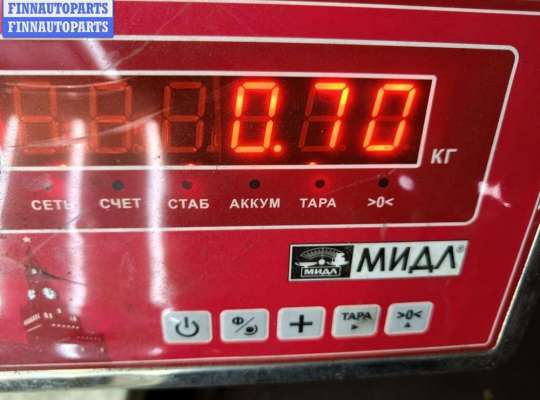 FINNAUTOPARTS
FINNAUTOPARTS
0.70
КГ
СЕТЬ СЧЕТ СТАБ АККУМ ТАРА >0<
МИДЛ МИДЛ®
Ф/ + ТАРА >0<